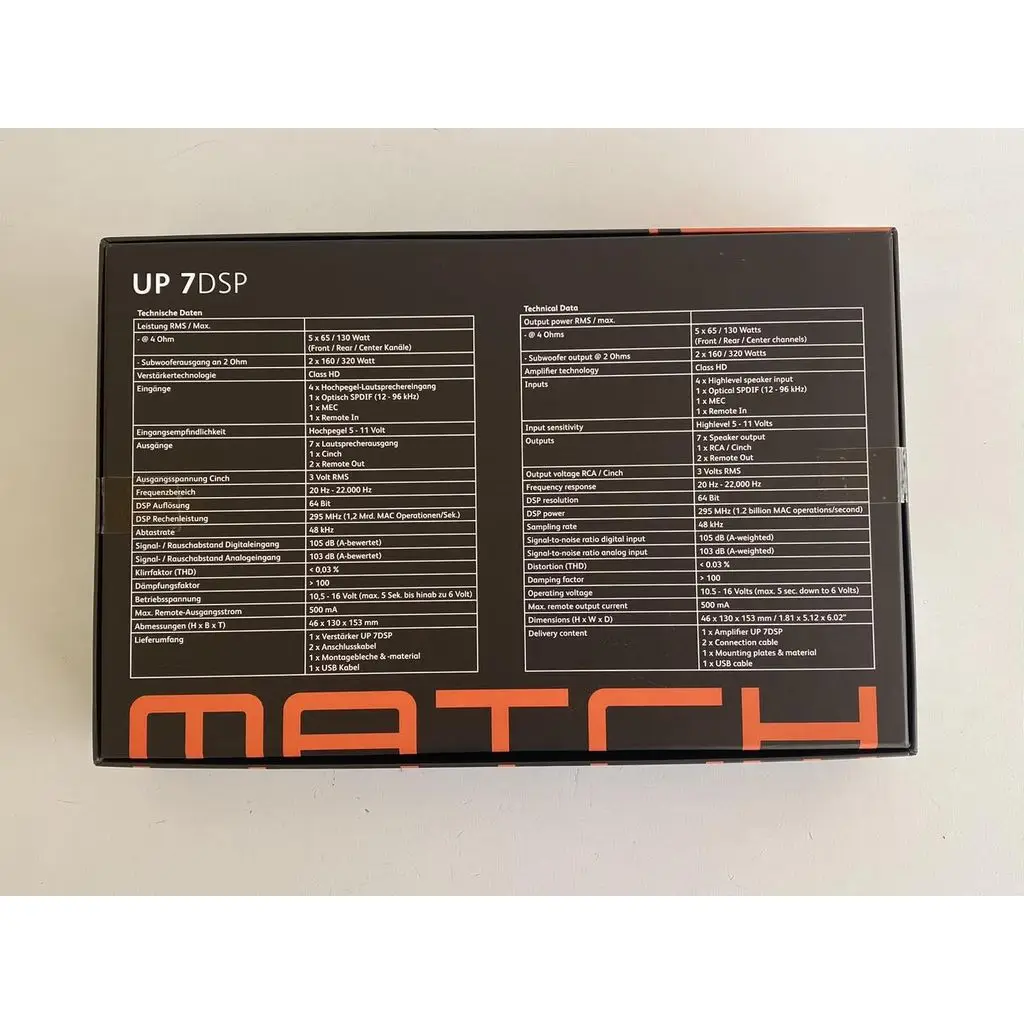 UP 7DSP
Technische Daten
Leistung RMS / Max.
- @ 4 Ohm 5 x 65 / 130 Watt
(Front / Rear / Center Kanäle)
- Subwooferausgang an 2 Ohm 2 x 160 / 320 Watt
Verstärkertechnologie Class HD
Eingänge 4 x Hochpegel-Lautsprechereingang
1 x Optisch SPDIF (12 - 96 kHz)
1 x MEC
1 x Remote In
Eingangsempfindlichkeit Hochpegel 5 - 11 Volt
Ausgänge 7 x Lautsprecherausgang
1 x Cinch
2 x Remote Out
Ausgangsspannung Cinch 3 Volt RMS
Frequenzbereich 20 Hz - 22.000 Hz
DSP Auflösung 64 Bit
DSP Rechenleistung 295 MHz (1,2 Mrd. MAC Operationen/Sek.)
Abtastrate 48 kHz
Signal- / Rauschabstand Digitaleingang 105 dB (A-bewertet)
Signal- / Rauschabstand Analogeingang 103 dB (A-bewertet)
Klirrfaktor (THD) < 0,03 %
Dämpfungsfaktor > 100
Betriebsspannung 10,5 - 16 Volt (max. 5 Sek. bis hinab zu 6 Volt)
Max. Remote-Ausgangsstrom 500 mA
Abmessungen (H x B x T) 46 x 130 x 153 mm
Lieferumfang 1 x Verstärker UP 7DSP
2 x Anschlusskabel
1 x Montagebleche & -material
1 x USB Kabel
Technical Data
Output power RMS / max.
- @ 4 Ohms 5 x 65 / 130 Watts
(Front / Rear / Center channels)
- Subwoofer output @ 2 Ohms 2 x 160 / 320 Watts
Amplifier technology Class HD
Inputs 4 x Highlevel speaker input
1 x Optical SPDIF (12 - 96 kHz)
1 x MEC
1 x Remote In
Input sensitivity Highlevel 5 - 11 Volts
Outputs 7 x Speaker output
1 x RCA / Cinch
2 x Remote Out
Output voltage RCA / Cinch 3 Volts RMS
Frequency response 20 Hz - 22,000 Hz
DSP resolution 64 Bit
DSP power 295 MHz (1.2 billion MAC operations/second)
Sampling rate 48 kHz
Signal-to-noise ratio digital input 105 dB (A-weighted)
Signal-to-noise ratio analog input 103 dB (A-weighted)
Distortion (THD) < 0.03 %
Damping factor > 100
Operating voltage 10.5 - 16 Volts (max. 5 sec. down to 6 Volts)
Max. remote output current 500 mA
Dimensions (H x W x D) 46 x 130 x 153 mm / 1.81 x 5.12 x 6.02"
Delivery content 1 x Amplifier UP 7DSP
2 x Connection cable
1 x Mounting plates & material
1 x USB cable
MATCH